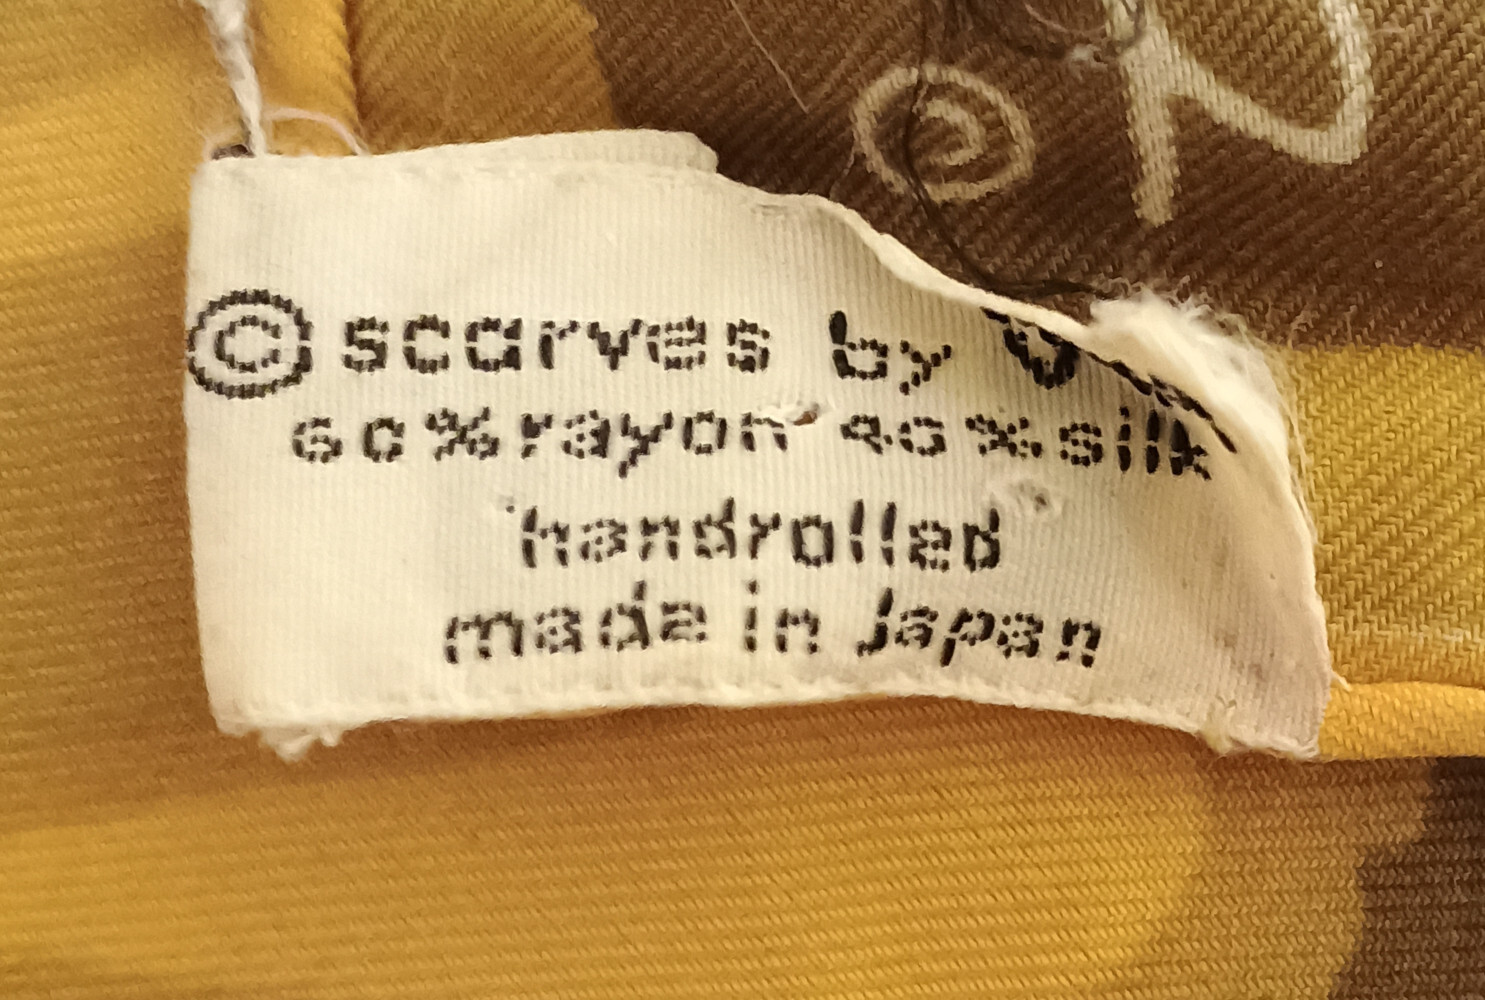 © scarves by
60% rayon 40% silk
handrolled
made in japan
©